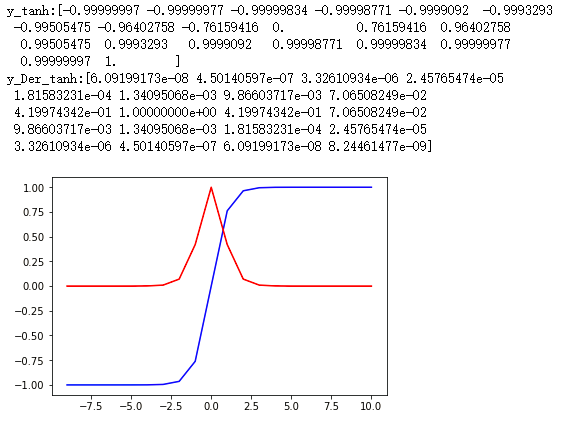 y_tanh:[-0.99999997 -0.99999977 -0.99999834 -0.99998771 -0.9999092 -0.9993293
-0.99505475 -0.96402758 -0.76159416 0. 0.76159416 0.96402758
0.99505475 0.9993293 0.9999092 0.99998771 0.99999834 0.99999977
0.99999997 1. ]
y_Der_tanh:[6.09199173e-08 4.50140597e-07 3.32610934e-06 2.45765474e-05
1.81583231e-04 1.34095068e-03 9.86603717e-03 7.06508249e-02
4.19974342e-01 1.00000000e+00 4.19974342e-01 7.06508249e-02
9.86603717e-03 1.34095068e-03 1.81583231e-04 2.45765474e-05
3.32610934e-06 4.50140597e-07 6.09199173e-08 8.24461477e-09]
1.00
0.75
0.50
0.25
0.00
−0.25
−0.50
−0.75
−1.00
−7.5 −5.0 −2.5 0.0 2.5 5.0 7.5 10.0